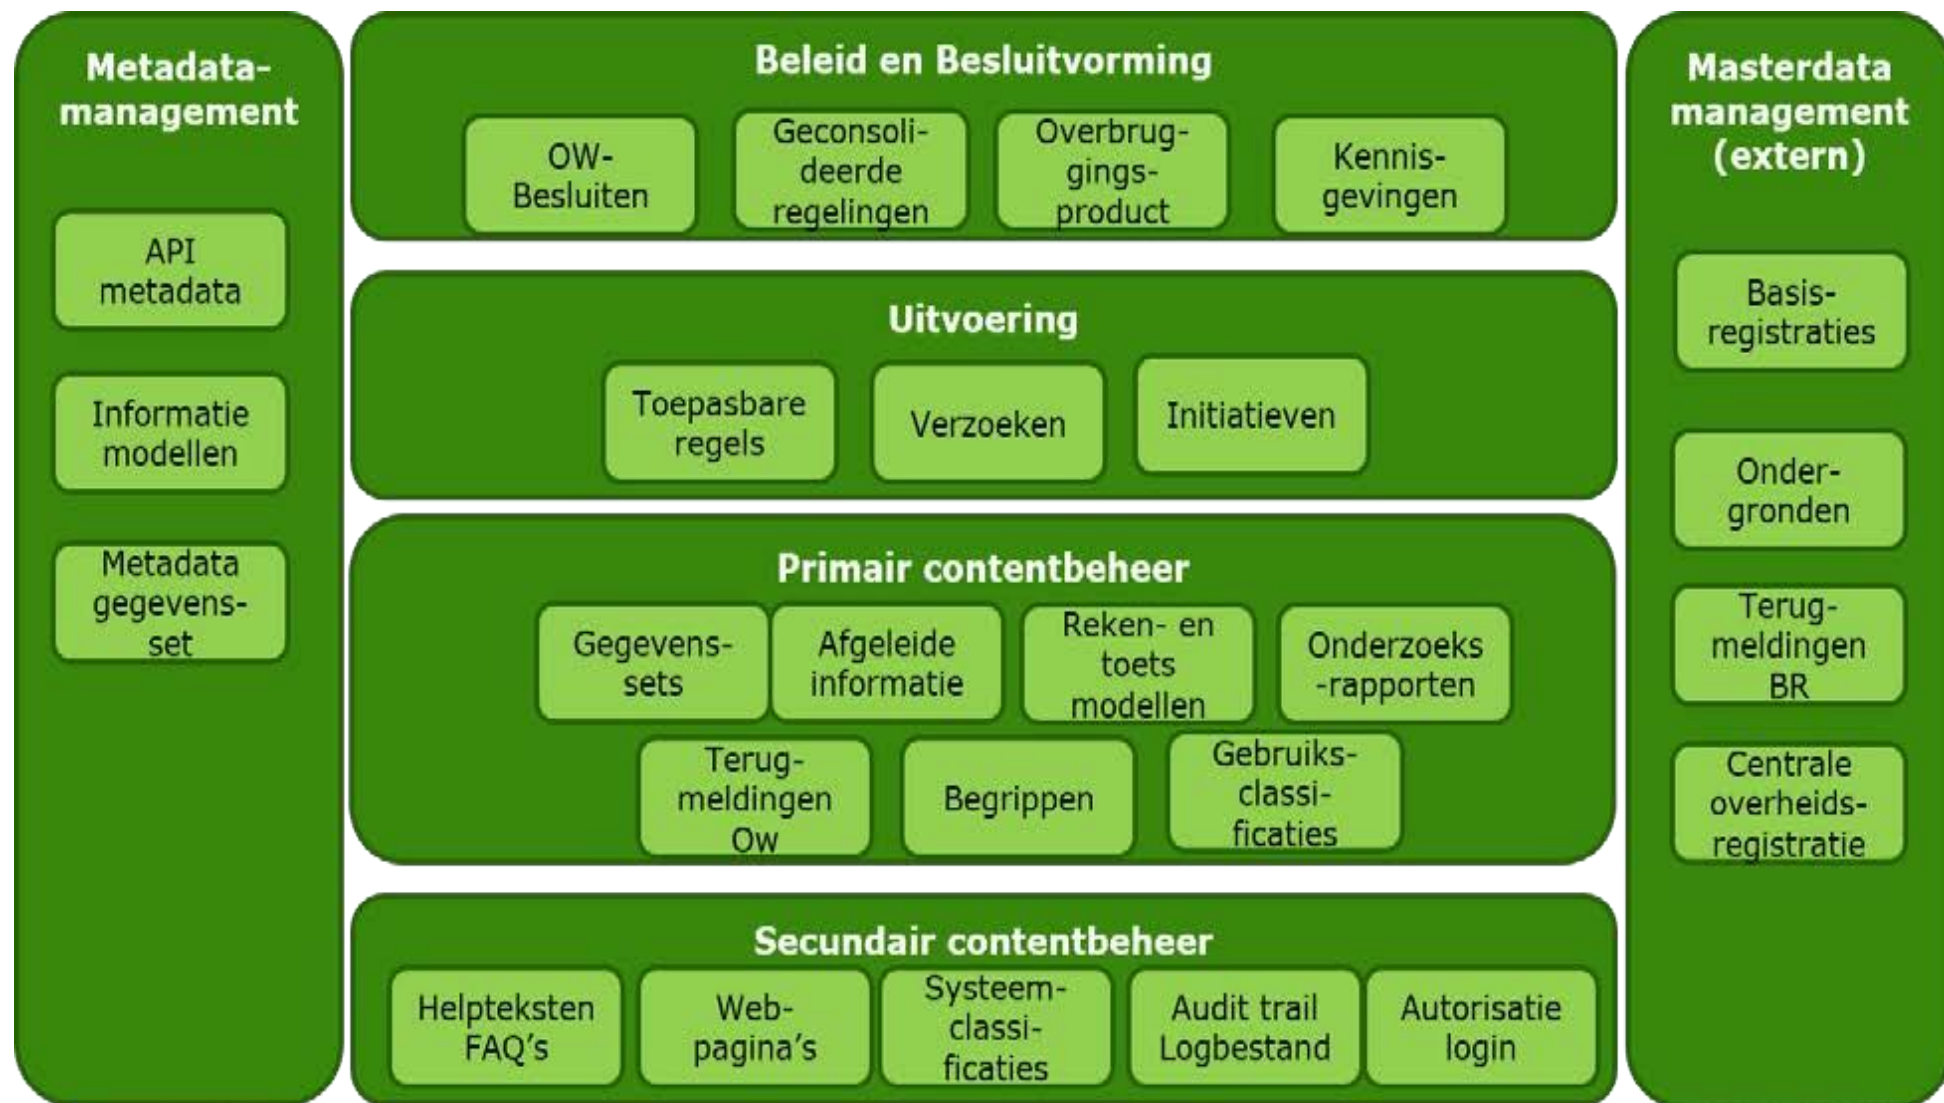 Metadata-
management
API
metadata
Informatie
modellen
Metadata
gegevens-
set
Beleid en Besluitvorming
OW-
Besluiten
Geconsoli-
deerde
regelingen
Overbrug-
gings-
product
Kennis-
gevingen
Uitvoering
Toepasbare
regels
Verzoeken
Initiatieven
Primair contentbeheer
Gegevens-
sets
Afgeleide
informatie
Reken- en
toets
modellen
Onderzoeks
-rapporten
Terug-
meldingen
Ow
Begrippen
Gebruiks-
classi-
ficaties
Secundair contentbeheer
Helpteksten
FAQ’s
Web-
pagina’s
Systeem-
classi-
ficaties
Audit trail
Logbestand
Autorisatie
login
Masterdata
management
(extern)
Basis-
registraties
Onder-
gronden
Terug-
meldingen
BR
Centrale
overheids-
registratie